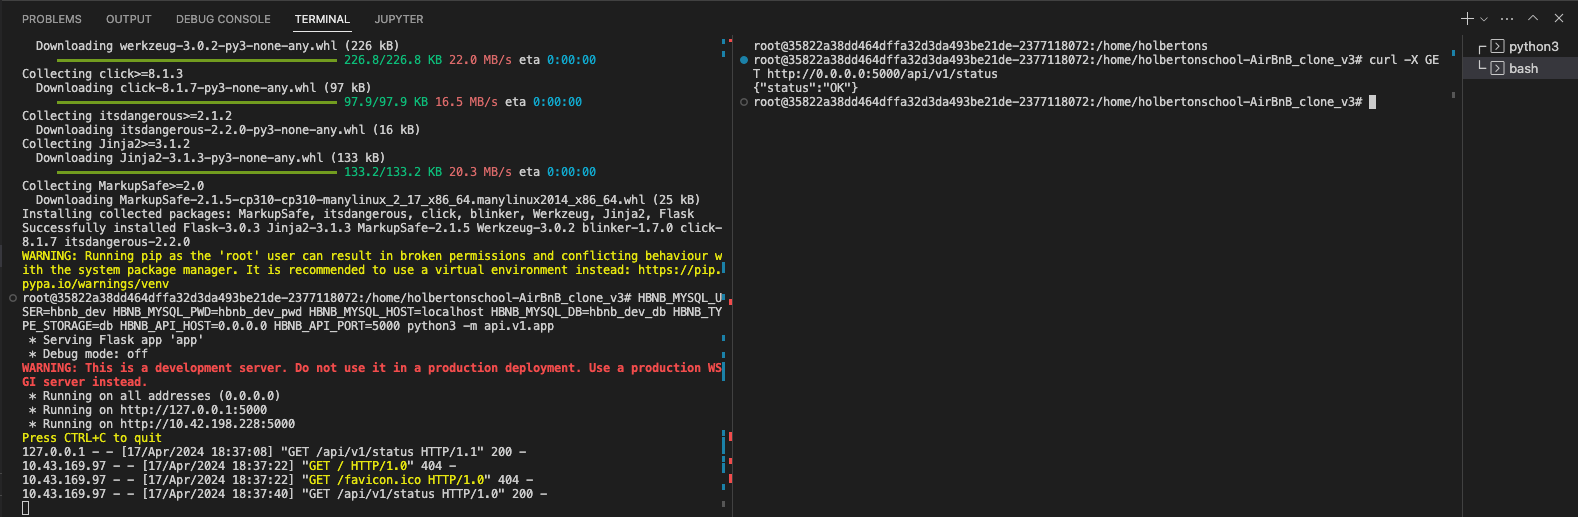 PROBLEMS OUTPUT DEBUG CONSOLE TERMINAL JUPYTER
Downloading werkzeug-3.0.2-py3-none-any.whl (226 kB)
226.8/226.8 KB 22.0 MB/s eta 0:00:00
Collecting click>=8.1.3
Downloading click-8.1.7-py3-none-any.whl (97 kB)
97.9/97.9 KB 16.5 MB/s eta 0:00:00
Collecting itsdangerous>=2.1.2
Downloading itsdangerous-2.2.0-py3-none-any.whl (16 kB)
Collecting Jinja2>=3.1.2
Downloading Jinja2-3.1.3-py3-none-any.whl (133 kB)
133.2/133.2 KB 20.3 MB/s eta 0:00:00
Collecting MarkupSafe>=2.0
Downloading MarkupSafe-2.1.5-cp310-cp310-manylinux_2_17_x86_64.manylinux2014_x86_64.whl (25 kB)
Installing collected packages: MarkupSafe, itsdangerous, click, blinker, Werkzeug, Jinja2, Flask
Successfully installed Flask-3.0.3 Jinja2-3.1.3 MarkupSafe-2.1.5 Werkzeug-3.0.2 blinker-1.7.0 click-
8.1.7 itsdangerous-2.2.0
WARNING: Running pip as the 'root' user can result in broken permissions and conflicting behaviour w
ith the system package manager. It is recommended to use a virtual environment instead: https://pip.
pypa.io/warnings/venv
root@35822a38dd464dffa32d3da493be21de-2377118072:/home/holbertonschool-AirBnB_clone_v3# HBNB_MYSQL_U
SER=hbnb_dev HBNB_MYSQL_PWD=hbnb_dev_pwd HBNB_MYSQL_HOST=localhost HBNB_MYSQL_DB=hbnb_dev_db HBNB_TY
PE_STORAGE=db HBNB_API_HOST=0.0.0.0 HBNB_API_PORT=5000 python3 -m api.v1.app
* Serving Flask app 'app'
* Debug mode: off
WARNING: This is a development server. Do not use it in a production deployment. Use a production WS
GI server instead.
* Running on all addresses (0.0.0.0)
* Running on http://127.0.0.1:5000
* Running on http://10.42.198.228:5000
Press CTRL+C to quit
127.0.0.1 - - [17/Apr/2024 18:37:08] "GET /api/v1/status HTTP/1.1" 200 -
10.43.169.97 - - [17/Apr/2024 18:37:22] "GET / HTTP/1.0" 404 -
10.43.169.97 - - [17/Apr/2024 18:37:22] "GET /favicon.ico HTTP/1.0" 404 -
10.43.169.97 - - [17/Apr/2024 18:37:40] "GET /api/v1/status HTTP/1.0" 200 -
root@35822a38dd464dffa32d3da493be21de-2377118072:/home/holbertons
root@35822a38dd464dffa32d3da493be21de-2377118072:/home/holbertonschool-AirBnB_clone_v3# curl -X GE
T http://0.0.0.0:5000/api/v1/status
{"status":"OK"}
root@35822a38dd464dffa32d3da493be21de-2377118072:/home/holbertonschool-AirBnB_clone_v3#
python3
bash